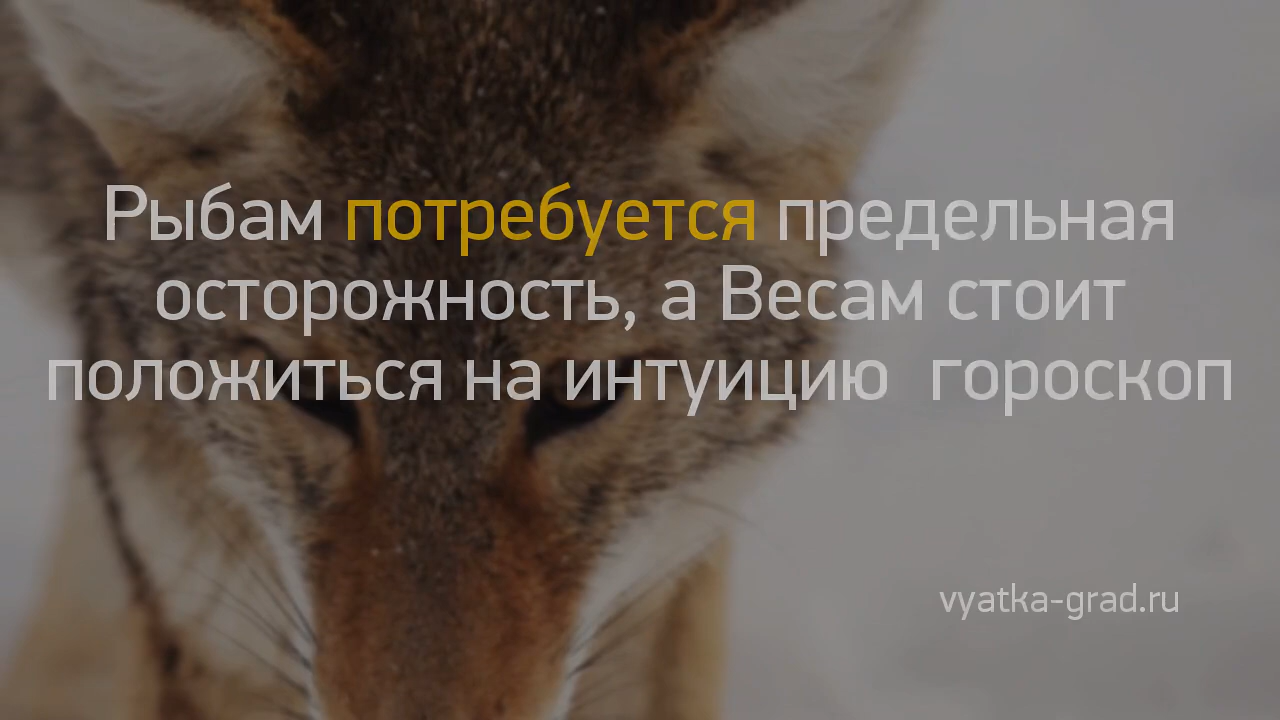 Рыбам потребуется предельная
осторожность, а Весам стоит
положиться на интуицию  гороскоп
vyatka-grad.ru